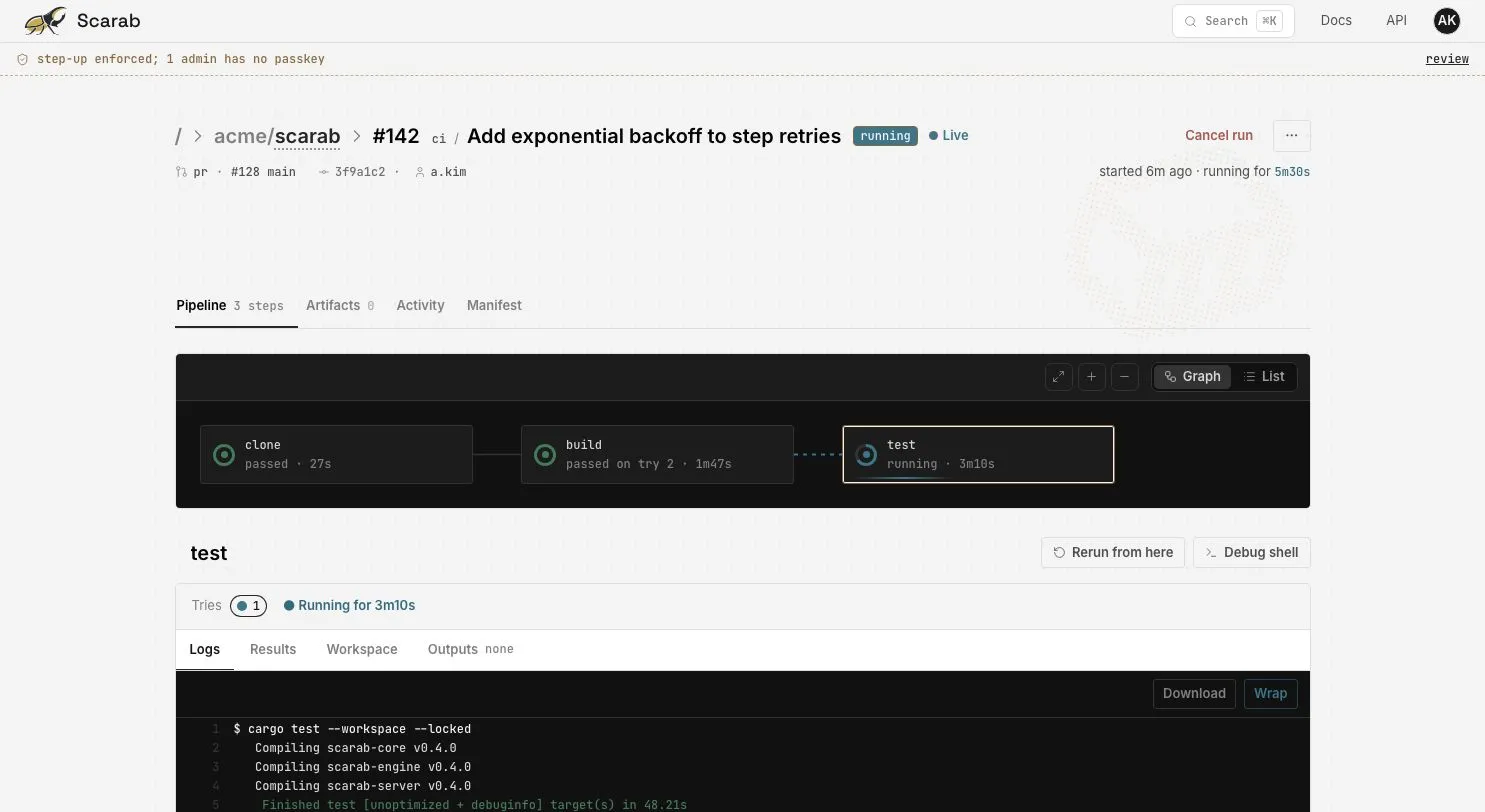 Scarab
Search ⌘K
Docs
API
AK
step-up enforced; 1 admin has no passkey
review
/ > acme/scarab > #142 ci / Add exponential backoff to step retries running Live
Cancel run
...
pr · #128 main 3f9a1c2 · a.kim
started 6m ago · running for 5m30s
Pipeline 3 steps
Artifacts 0
Activity
Manifest
+
−
Graph
List
clone
passed · 27s
build
passed on try 2 · 1m47s
test
running · 3m10s
test
Rerun from here
Debug shell
Tries 1 Running for 3m10s
Logs
Results
Workspace
Outputs none
Download
Wrap
1 $ cargo test --workspace --locked
2 Compiling scarab-core v0.4.0
3 Compiling scarab-engine v0.4.0
4 Compiling scarab-server v0.4.0
5 Finished test [unoptimized + debuginfo] target(s) in 48.21s